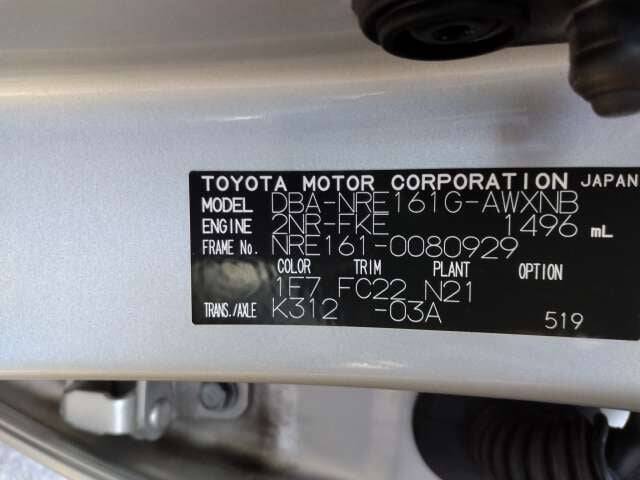 TOYOTA MOTOR CORPORATION JAPAN
MODEL DBA-NRE161G-AWXNB
ENGINE 2NR-FKE 1496 mL
FRAME No. NRE161-0080929
COLOR TRIM PLANT OPTION
1F7 FC22 N21
TRANS./AXLE K312 -03A
519